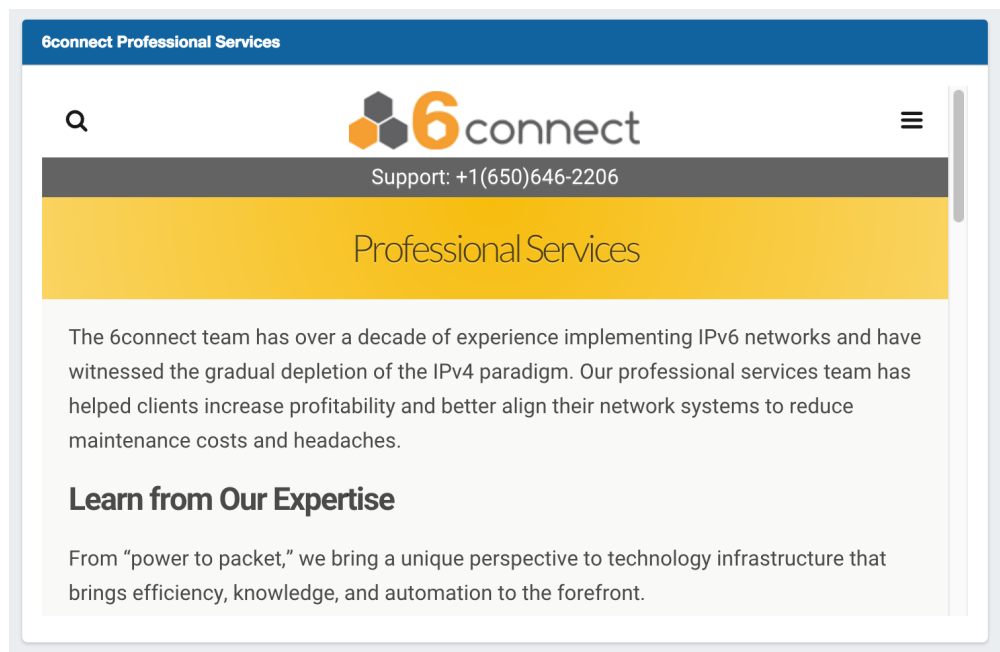 6connect Professional Services
6connect
Support: +1(650)646-2206
Professional Services
The 6connect team has over a decade of experience implementing IPv6 networks and have
witnessed the gradual depletion of the IPv4 paradigm. Our professional services team has
helped clients increase profitability and better align their network systems to reduce
maintenance costs and headaches.
Learn from Our Expertise
From “power to packet,” we bring a unique perspective to technology infrastructure that
brings efficiency, knowledge, and automation to the forefront.